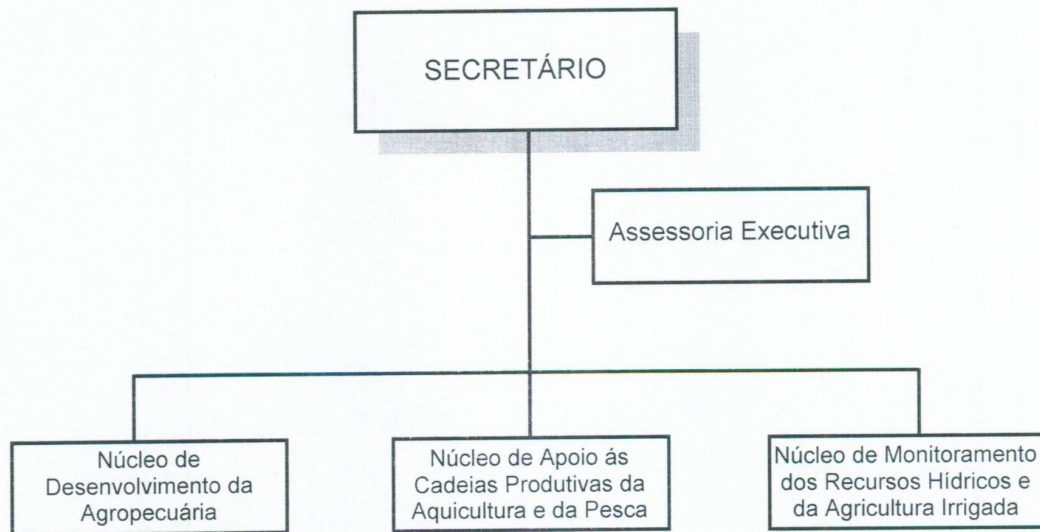 SECRETÁRIO
Assessoria Executiva
Núcleo de
Desenvolvimento da
Agropecuária
Núcleo de Apoio ás
Cadeias Produtivas da
Aquicultura e da Pesca
Núcleo de Monitoramento
dos Recursos Hídricos e
da Agricultura Irrigada